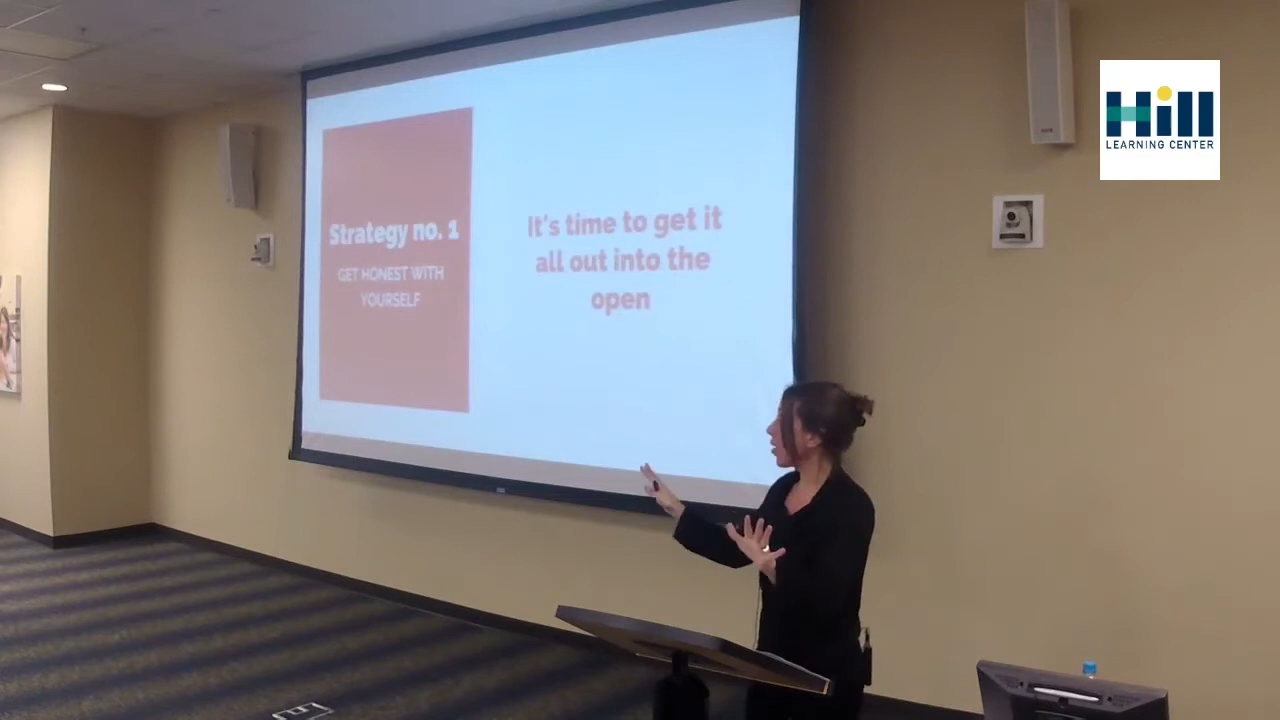 Strategy no. 1
GET HONEST WITH
YOURSELF
It's time to get it
all out into the
open
Hill
LEARNING CENTER